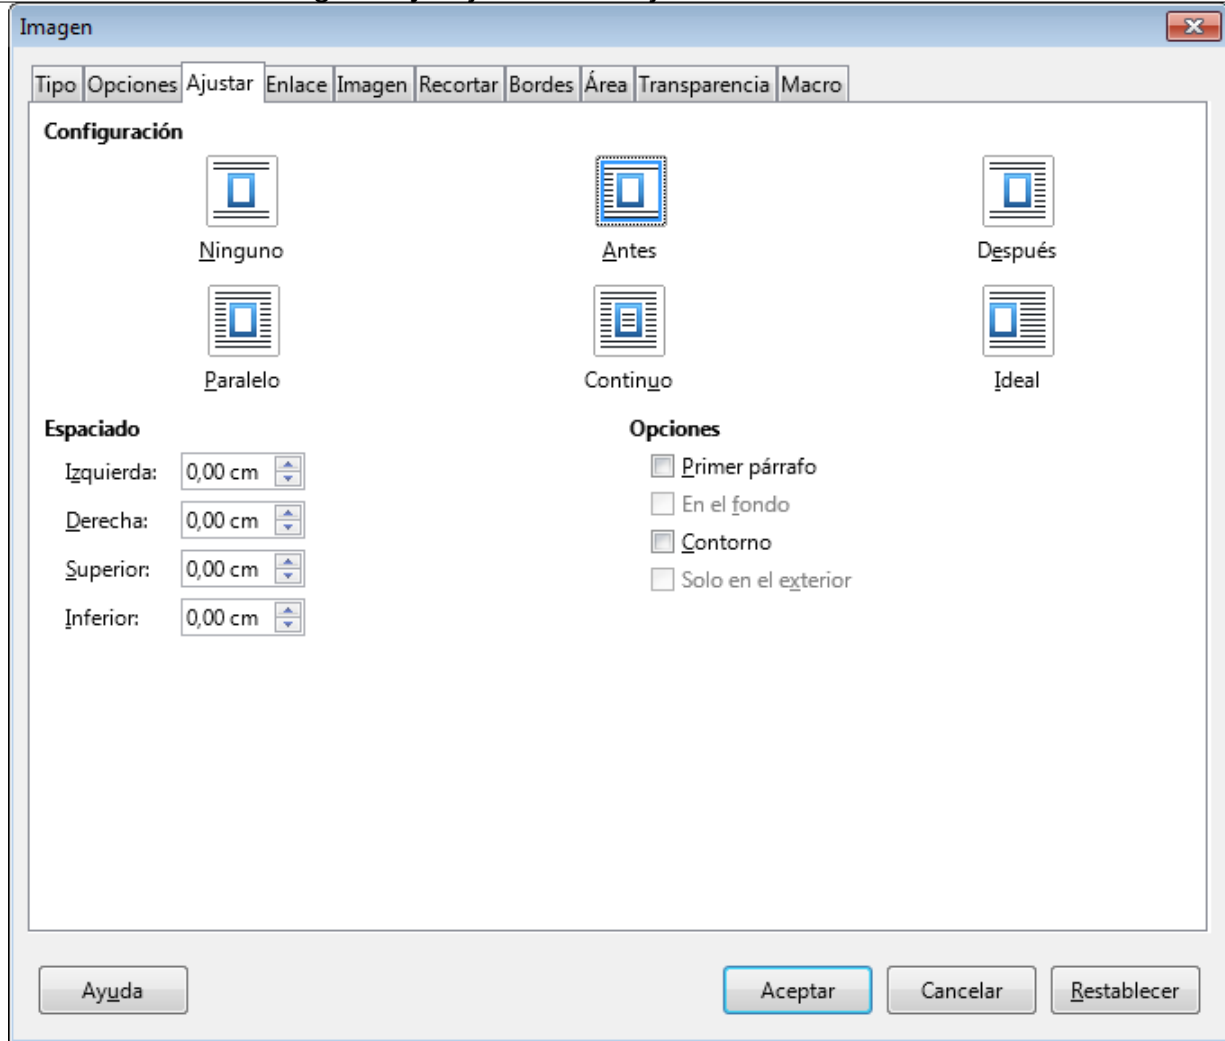 Imagen
Tipo Opciones Ajustar Enlace Imagen Recortar Bordes Área Transparencia Macro
Configuración
Ninguno Antes Después
Paralelo Continuo Ideal
Espaciado Opciones
Izquierda: 0,00 cm Primer párrafo
En el fondo
Derecha: 0,00 cm
Contorno
Superior: 0,00 cm Solo en el exterior
Inferior: 0,00 cm
Ayuda Aceptar Cancelar Restablecer